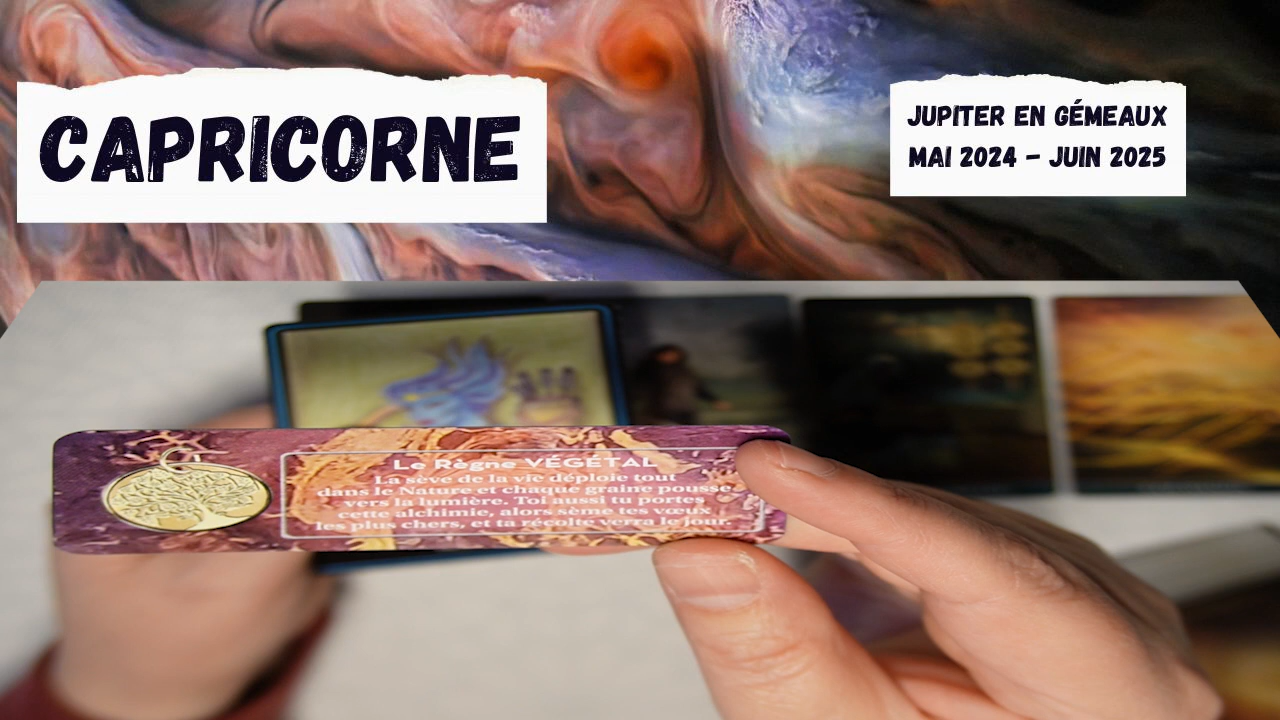 CAPRICORNE
JUPITER EN GÉMEAUX
MAI 2024 - JUIN 2025
Le Règne VÉGÉTAL
La sève de la vie déploie tout
dans le Nature et chaque graine pousse
vers la lumière. Toi aussi tu portes
cette alchimie, alors sème tes vœux
les plus chers, et ta récolte verra le jour.